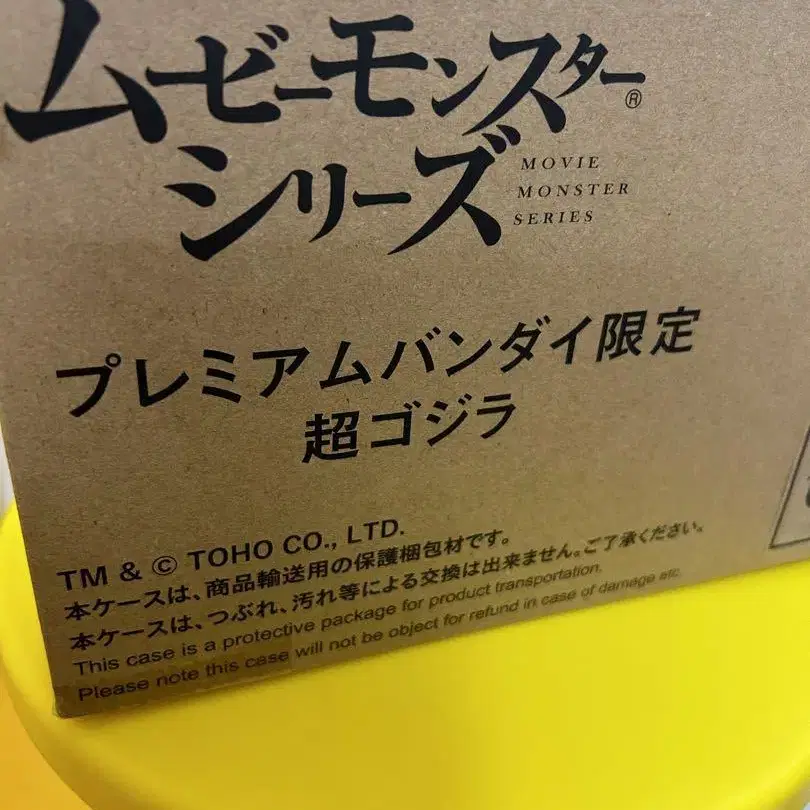 ムービーモンスター®
シリーズ
MOVIE
MONSTER
SERIES
プレミアムバンダイ限定
超ゴジラ
TM & © TOHO CO., LTD.
本ケースは、商品輸送用の保護梱包材です。
本ケースは、つぶれ、汚れ等による交換は出来ません。ご了承ください。
This case is a protective package for product transportation.
Please note this case will not be object for refund in case of damage etc.